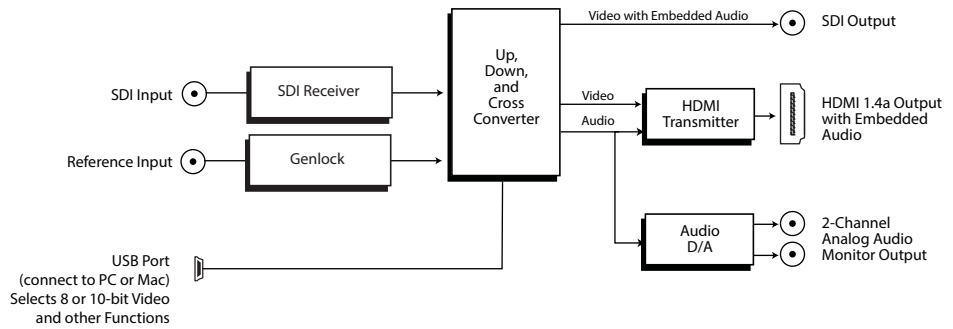 Video with Embedded Audio
SDI Output
Up,
Down,
and
Cross
Converter
SDI Input
SDI Receiver
Video
Audio
HDMI
Transmitter
HDMI 1.4a Output
with Embedded
Audio
Reference Input
Genlock
Audio
D/A
2-Channel
Analog Audio
Monitor Output
USB Port
(connect to PC or Mac)
Selects 8 or 10-bit Video
and other Functions